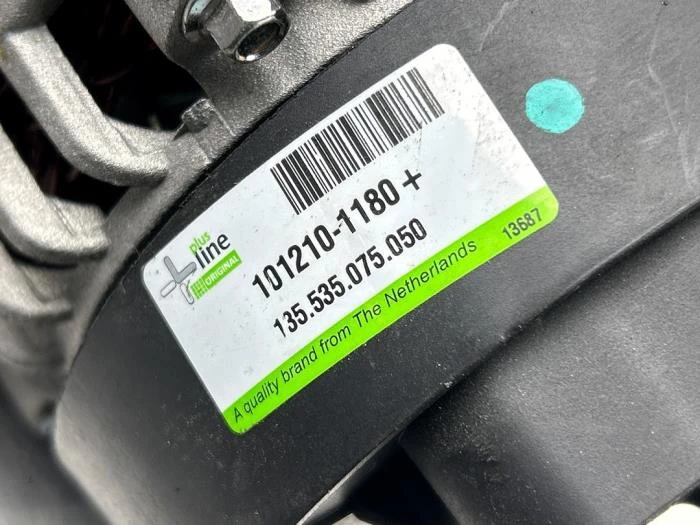 plus
line
ORIGINAL
101210-1180 +
135.535.075.050
A quality brand from The Netherlands
13687